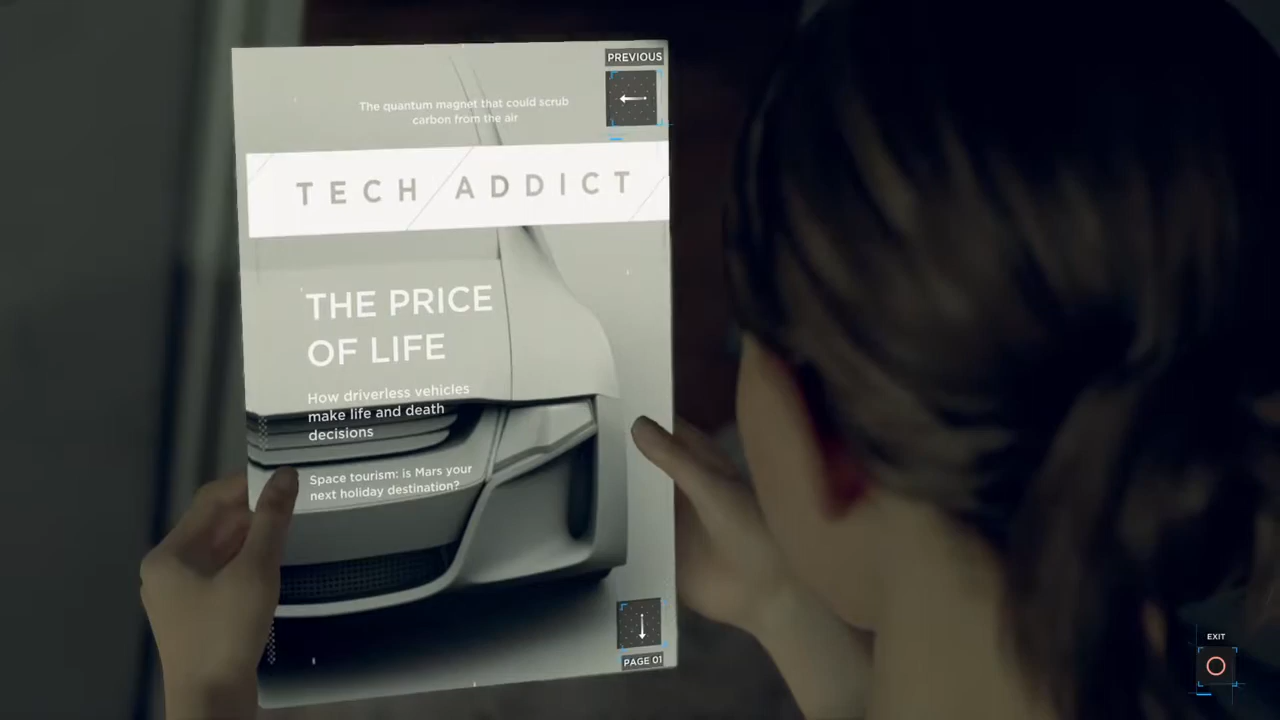 PREVIOUS
The quantum magnet that could scrub
carbon from the air
TECH ADDICT
THE PRICE
OF LIFE
How driverless vehicles
make life and death
decisions
Space tourism: is Mars your
next holiday destination?
PAGE 01
EXIT